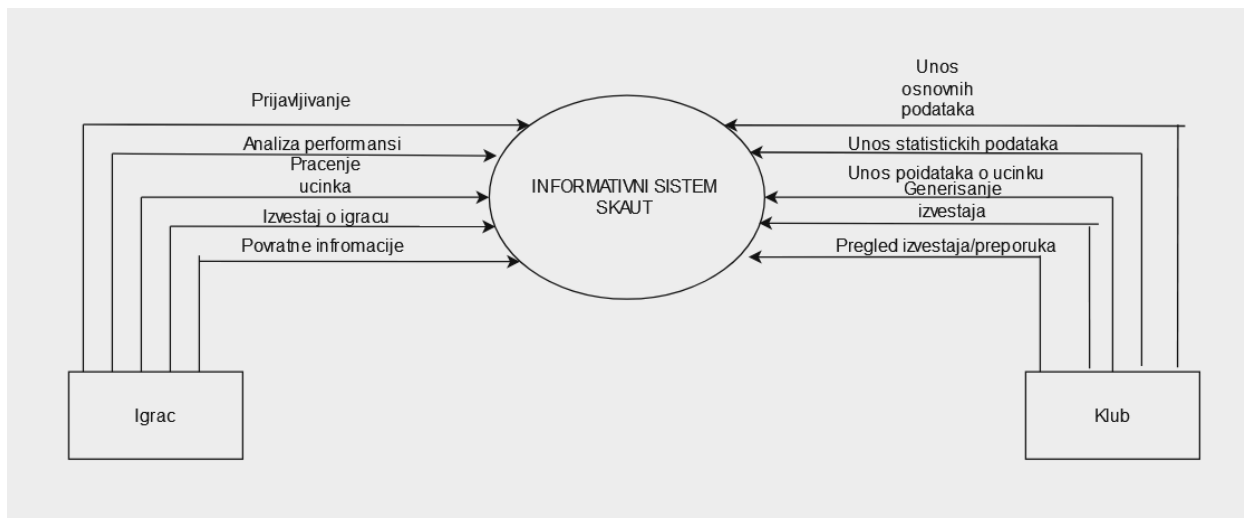 Prijavljivanje
Analiza performansi
Pracenje
ucinka
Izvestaj o igracu
Povratne infromacije
INFORMATIVNI SISTEM
SKAUT
Unos
osnovnih
podataka
Unos statistickih podataka
Unos poidataka o ucinku
Generisanje
izvestaja
Pregled izvestaja/preporuka
Igrac
Klub